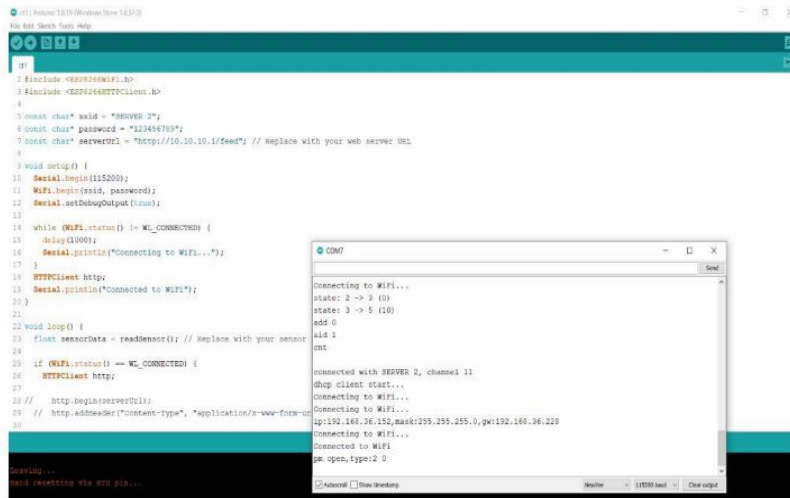 ct1 | Arduino 1.8.19 (Windows Store 1.8.57.0)
File Edit Sketch Tools Help
ct1
2 #include <ESP8266WiFi.h>
3 #include <ESP8266HTTPClient.h>
4
5 const char* ssid = "SERVER 2";
6 const char* password = "123456789";
7 const char* serverUrl = "http://10.10.10.1/feed"; // Replace with your web server URL
8
9 void setup() {
10 Serial.begin(115200);
11 WiFi.begin(ssid, password);
12 Serial.setDebugOutput(true);
13
14 while (WiFi.status() != WL_CONNECTED) {
15 delay(1000);
16 Serial.println("Connecting to WiFi...");
17 }
18 HTTPClient http;
19 Serial.println("Connected to WiFi");
20 }
21
22 void loop() {
23 float sensorData = readSensor(); // Replace with your sensor
24
25 if (WiFi.status() == WL_CONNECTED) {
26 HTTPClient http;
27
28 // http.begin(serverUrl);
29 // http.addHeader("Content-Type", "application/x-www-form-ur
30
Leaving...
Hard resetting via RTS pin...
COM7
Send
Connecting to WiFi...
state: 2 -> 3 (0)
state: 3 -> 5 (10)
add 0
aid 1
cnt
connected with SERVER 2, channel 11
dhcp client start...
Connecting to WiFi...
Connecting to WiFi...
ip:192.168.36.152,mask:255.255.255.0,gw:192.168.36.228
Connecting to WiFi...
Connected to WiFi
pm open,type:2 0
Autoscroll Show timestamp
Newline
115200 baud
Clear output